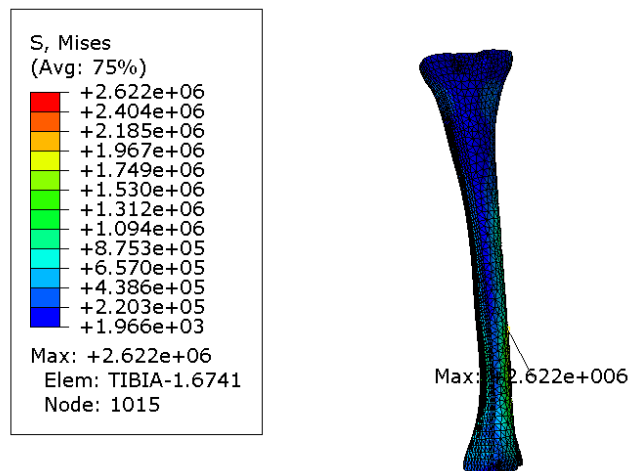 S, Mises
(Avg: 75%)
+2.622e+06
+2.404e+06
+2.185e+06
+1.967e+06
+1.749e+06
+1.530e+06
+1.312e+06
+1.094e+06
+8.753e+05
+6.570e+05
+4.386e+05
+2.203e+05
+1.966e+03
Max: +2.622e+06
Elem: TIBIA-1.6741
Node: 1015
Max: +2.622e+006